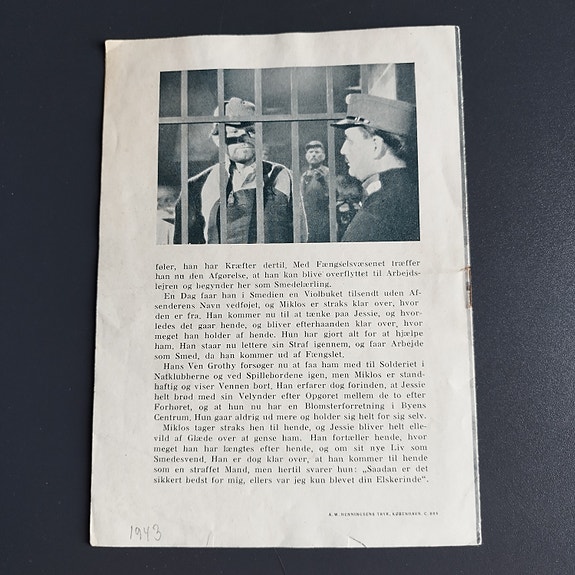 føler, han har Kræfter dertil. Med Fængselsvæsenet træffer
han nu den Afgørelse, at han kan blive overflyttet til Arbejds-
lejren og begynder her som Smedelærling.
En Dag faar han i Smedien en Violbuket tilsendt uden Af-
senderens Navn vedføjet, og Miklos er straks klar over, hvor
den er fra. Han kommer nu til at tænke paa Jessie, og hvor-
ledes det gaar hende, og bliver efterhaanden klar over, hvor
meget han holder af hende. Hun har gjort alt for at hjælpe
ham. Han staar nu lettere sin Straf igennem, og faar Arbejde
som Smed, da han kommer ud af Fængslet.
Hans Ven Grothy forsøger nu at faa ham med til Solderiet i
Natklubberne og ved Spillebordene igen, men Miklos er stand-
haftig og viser Vennen bort. Han erfarer dog forinden, at Jessie
helt brød med sin Velynder efter Opgøret mellem de to efter
Forhøret, og at hun nu har en Blomsterforretning i Byens
Centrum. Hun gaar aldrig ud mere og holder sig helt for sig selv.
Miklos tager straks hen til hende, og Jessie bliver helt elle-
vild af Glæde over at gense ham. Han fortæller hende, hvor
meget han har længtes efter hende, og om sit nye Liv som
Smedesvend. Han er dog klar over, at han kommer til hende
som en straffet Mand, men hertil svarer hun: „Saadan er det
sikkert bedst for mig, ellers var jeg kun blevet din Elskerinde".
A. W. HENNINGSENS TRYK, KØBENHAVN C.
1943